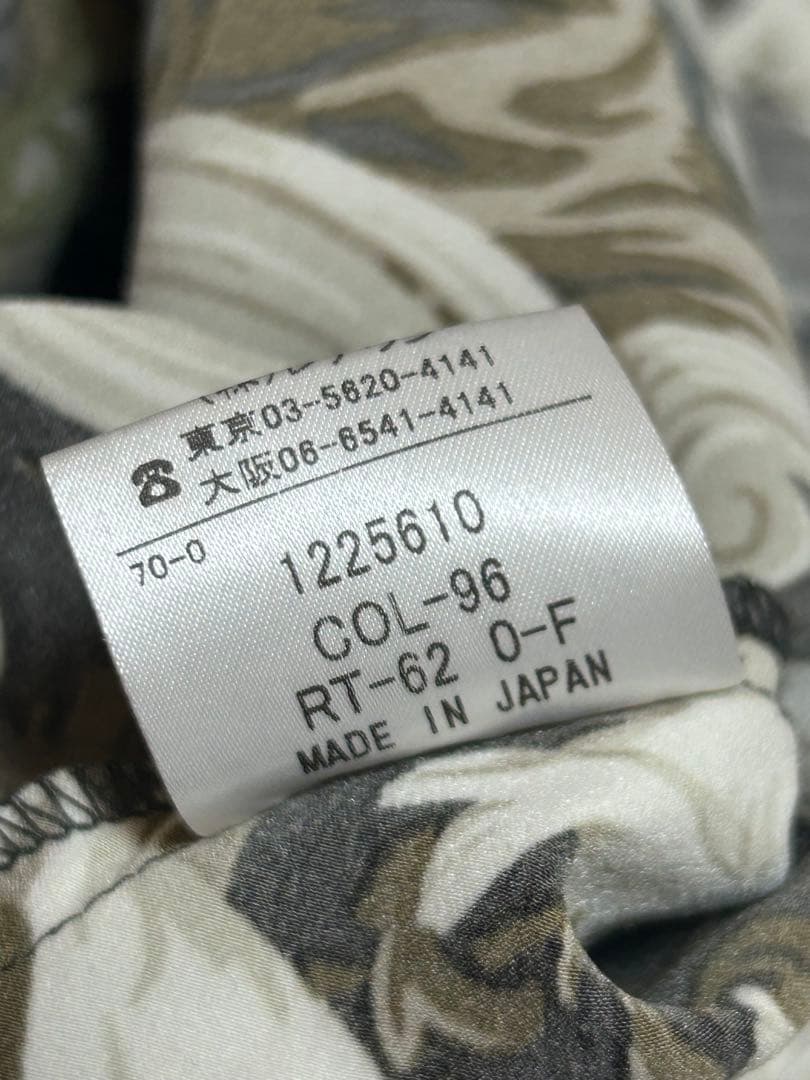 ☎ 東京03-5620-4141
大阪06-6541-4141
70-0
1225610
COL-96
RT-62 0-F
MADE IN JAPAN